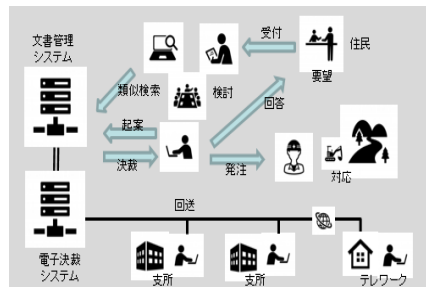 文書管理
システム
受付
住民
要望
類似検索
検討
回答
起案
決裁
発注
対応
回送
電子決裁
システム
支所
支所
テレワーク